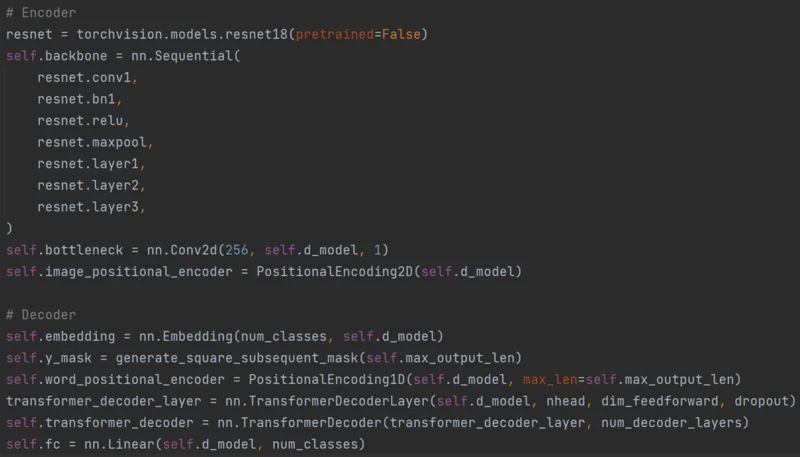 # Encoder
resnet = torchvision.models.resnet18(pretrained=False)
self.backbone = nn.Sequential(
    resnet.conv1,
    resnet.bn1,
    resnet.relu,
    resnet.maxpool,
    resnet.layer1,
    resnet.layer2,
    resnet.layer3,
)
self.bottleneck = nn.Conv2d(256, self.d_model, 1)
self.image_positional_encoder = PositionalEncoding2D(self.d_model)

# Decoder
self.embedding = nn.Embedding(num_classes, self.d_model)
self.y_mask = generate_square_subsequent_mask(self.max_output_len)
self.word_positional_encoder = PositionalEncoding1D(self.d_model, max_len=self.max_output_len)
transformer_decoder_layer = nn.TransformerDecoderLayer(self.d_model, nhead, dim_feedforward, dropout)
self.transformer_decoder = nn.TransformerDecoder(transformer_decoder_layer, num_decoder_layers)
self.fc = nn.Linear(self.d_model, num_classes)